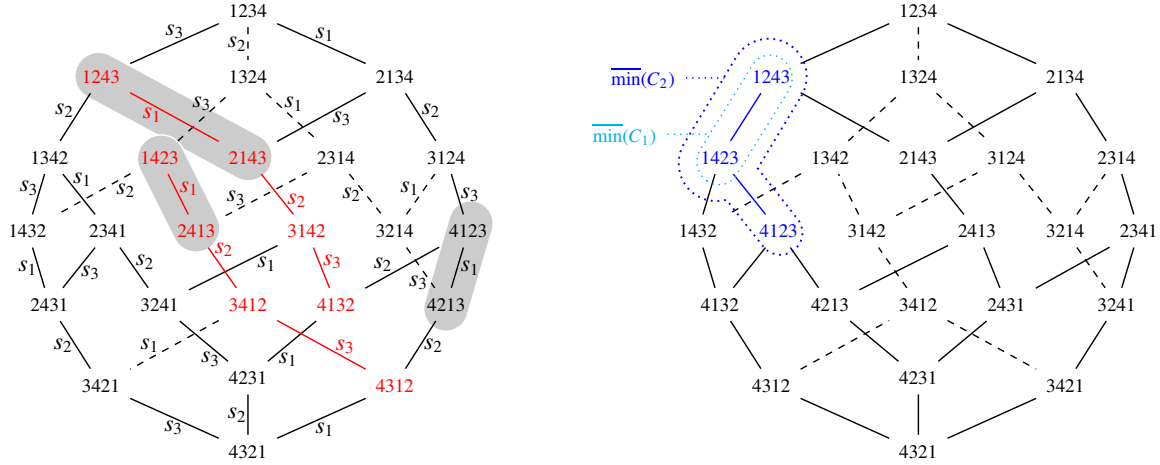 1234
s₃ s₂ s₁
1243 1324 2134
s₂ s₁ s₃ s₁ s₃ s₂
1342 1423 2143 2314 3124
s₃ s₁ s₂ s₁ s₃ s₂ s₂ s₁ s₃
1432 2341 2413 3142 3214 4123
s₁ s₃ s₂ s₂ s₁ s₃ s₂ s₃ s₁
2431 3241 3412 4132 4213
s₂ s₁ s₃ s₁ s₃ s₂
3421 4231 4312
s₃ s₂ s₁
4321
1234
min̅(C₂) 1243 1324 2134
min̅(C₁)
1423 1342 2143 3124 2314
1432 4123 3142 2413 3214 2341
4132 4213 3412 2431 3241
4312 4231 3421
4321